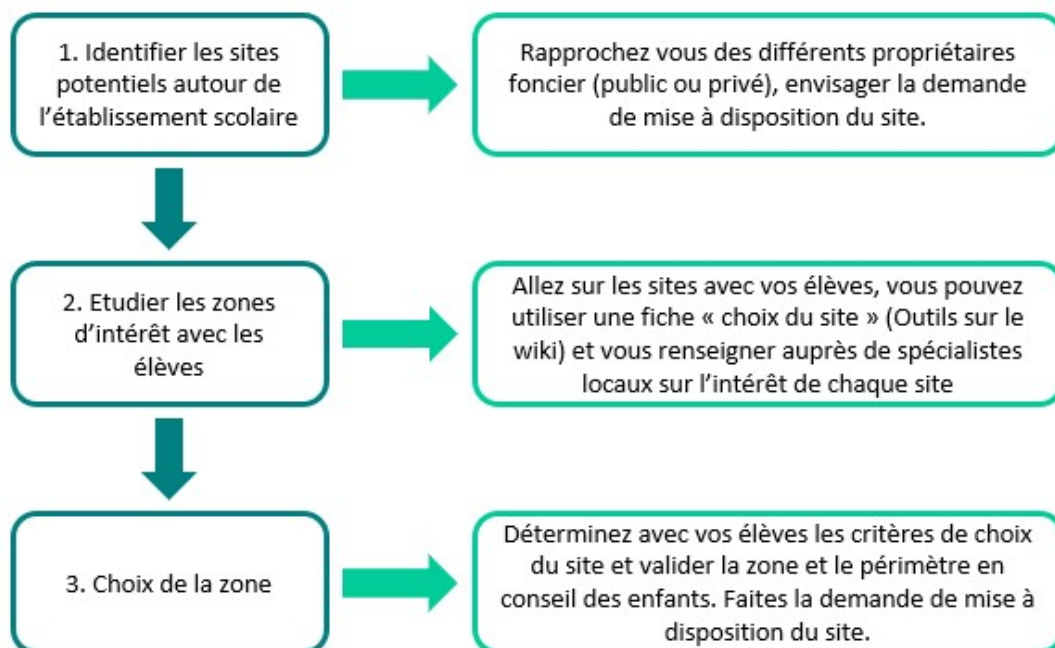 1. Identifier les sites
potentiels autour de
l'établissement scolaire
Rapprochez vous des différents propriétaires
foncier (public ou privé), envisager la demande
de mise à disposition du site.
2. Etudier les zones
d'intérêt avec les
élèves
Allez sur les sites avec vos élèves, vous pouvez
utiliser une fiche « choix du site » (Outils sur le
wiki) et vous renseigner auprès de spécialistes
locaux sur l'intérêt de chaque site
3. Choix de la zone
Déterminez avec vos élèves les critères de choix
du site et valider la zone et le périmètre en
conseil des enfants. Faites la demande de mise à
disposition du site.